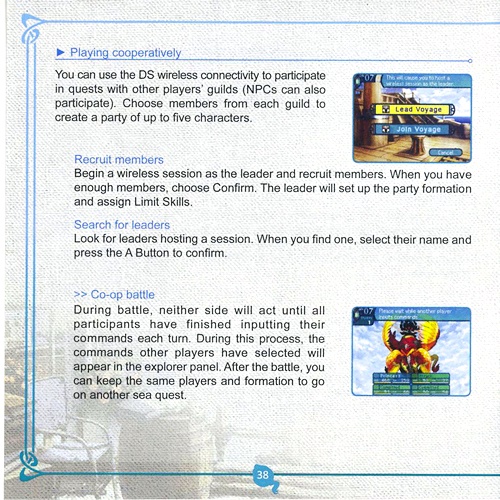 ► Playing cooperatively
You can use the DS wireless connectivity to participate
in quests with other players' guilds (NPCs can also
participate). Choose members from each guild to
create a party of up to five characters.
'07
This will cause you to host a
wireless session as the leader.
Lead Voyage
Join Voyage
Cancel
Recruit members
Begin a wireless session as the leader and recruit members. When you have
enough members, choose Confirm. The leader will set up the party formation
and assign Limit Skills.
Search for leaders
Look for leaders hosting a session. When you find one, select their name and
press the A Button to confirm.
>> Co-op battle
During battle, neither side will act until all
participants have finished inputting their
commands each turn. During this process, the
commands other players have selected will
appear in the explorer panel. After the battle, you
can keep the same players and formation to go
on another sea quest.
'07
Please wait while another player
inputs commands.
1
38